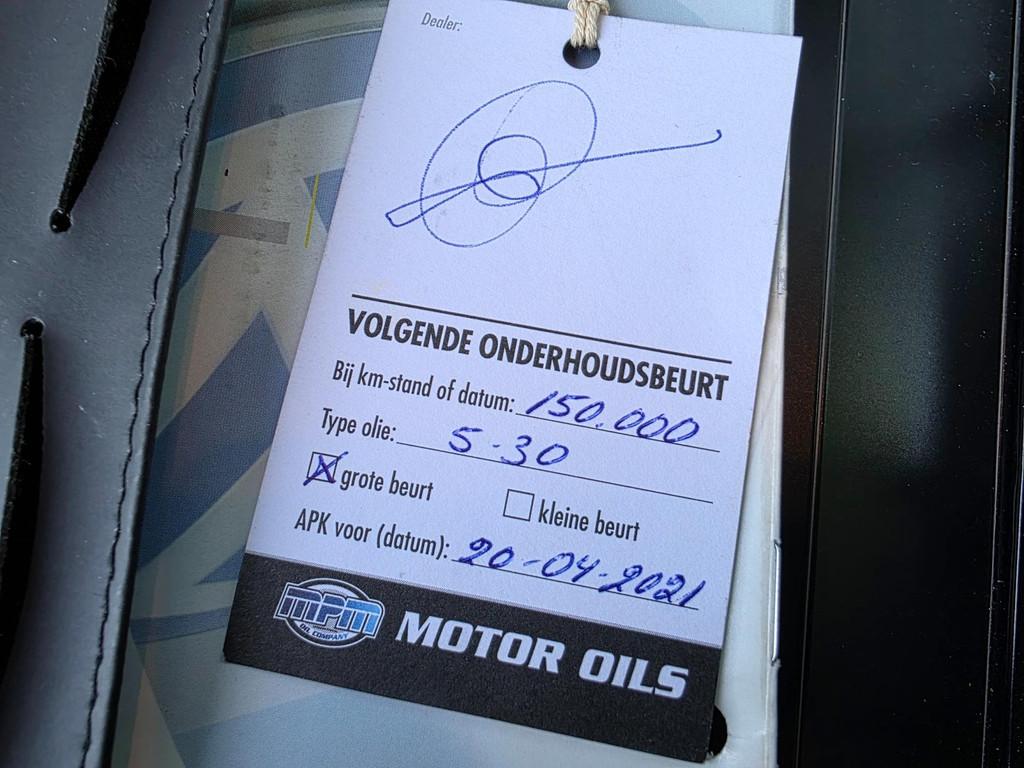 Dealer:
VOLGENDE ONDERHOUDSBEURT
Bij km-stand of datum: 150.000
Type olie: 5-30
grote beurt kleine beurt
APK voor (datum): 20-04-2021
MPM OIL COMPANY MOTOR OILS